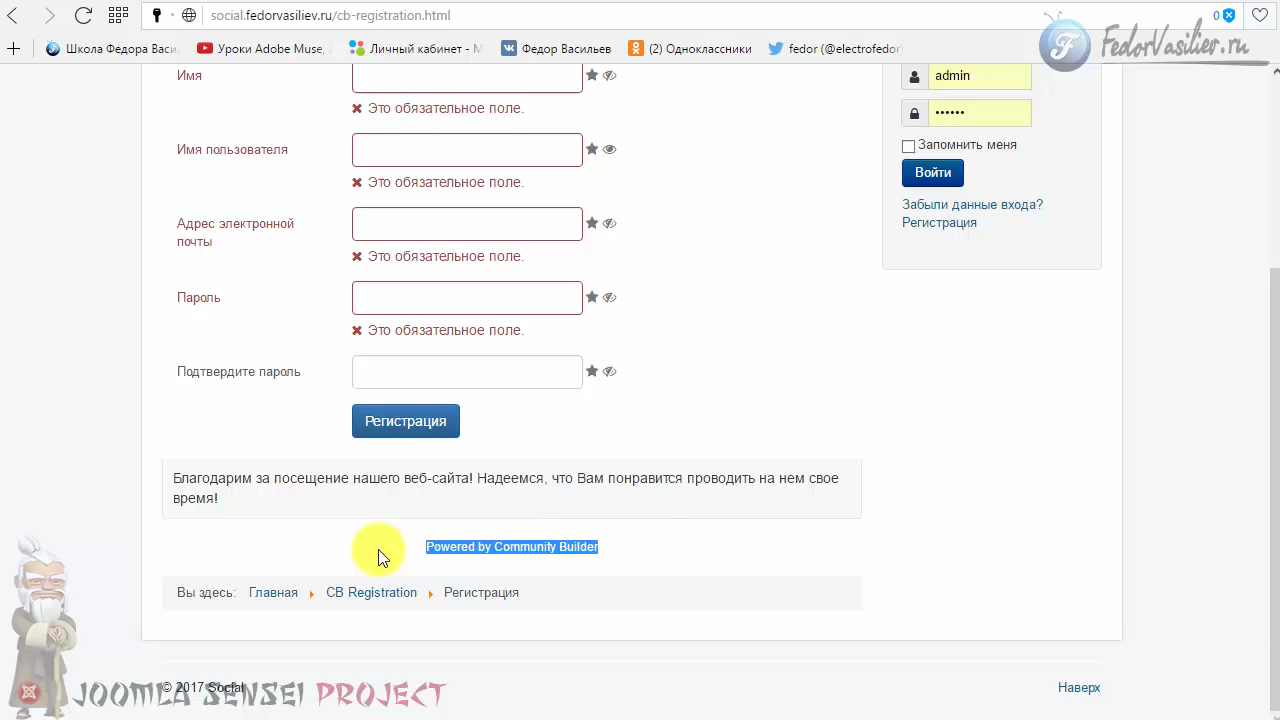 social.fedorvasiliev.ru/cb-registration.html
0
Школа Федора Васи.
Уроки Adobe Muse,
Личный кабинет - М
Федор Васильев
(2) Одноклассники
fedor (@electrofedor)
FedorVasiliev.ru
Имя
Это обязательное поле.
Имя пользователя
Это обязательное поле.
Адрес электронной
почты
Это обязательное поле.
Пароль
Это обязательное поле.
Подтвердите пароль
Регистрация
admin
••••••
Запомнить меня
Войти
Забыли данные входа?
Регистрация
Благодарим за посещение нашего веб-сайта! Надеемся, что Вам понравится проводить на нем свое
время!
Powered by Community Builder
Вы здесь: Главная CB Registration Регистрация
© 2017 Social
Наверх
JOOMLA SENSEI PROJECT